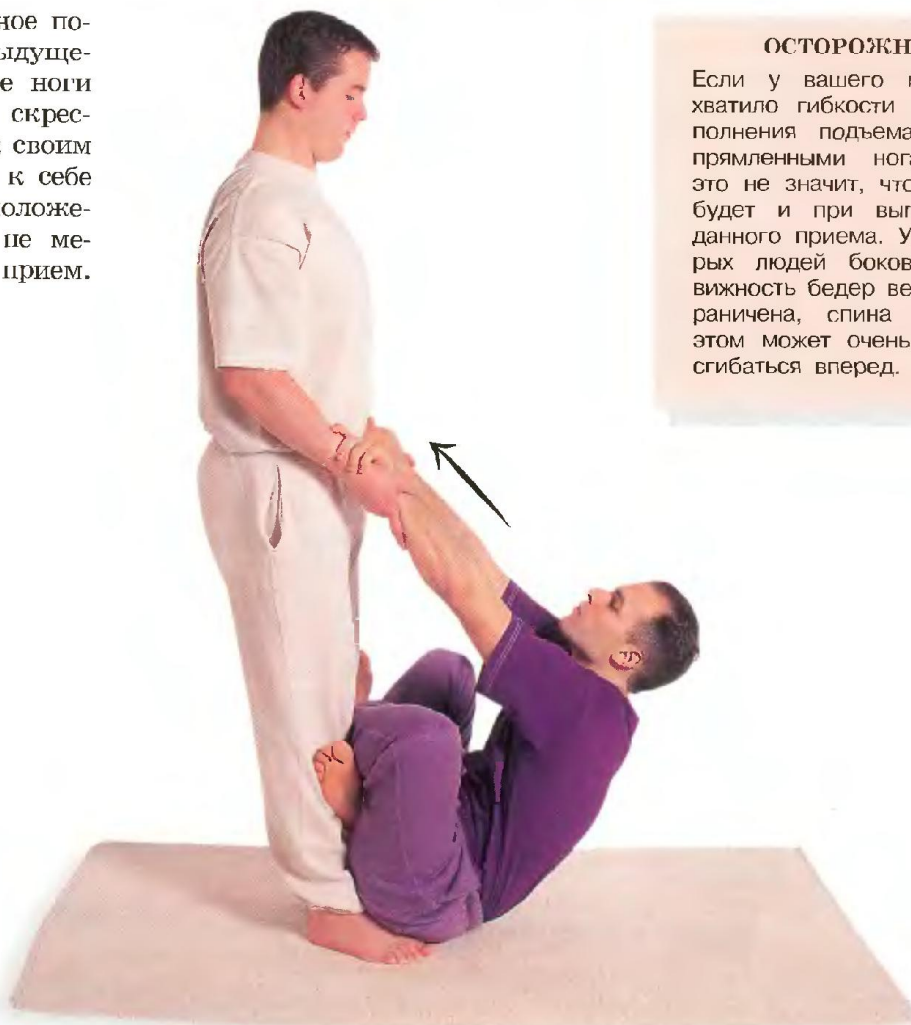 ное по-
ыдуще-
е ноги
скрес-
своим
к себе
оложе-
не ме-
прием.
ОСТОРОЖН
Если у вашего
хватило гибкости
полнения подъема
прямленными ног
это не значит, что
будет и при вып
данного приема. У
рых людей боков
вижность бедер ве
раничена, спина
этом может очень
сгибаться вперед.